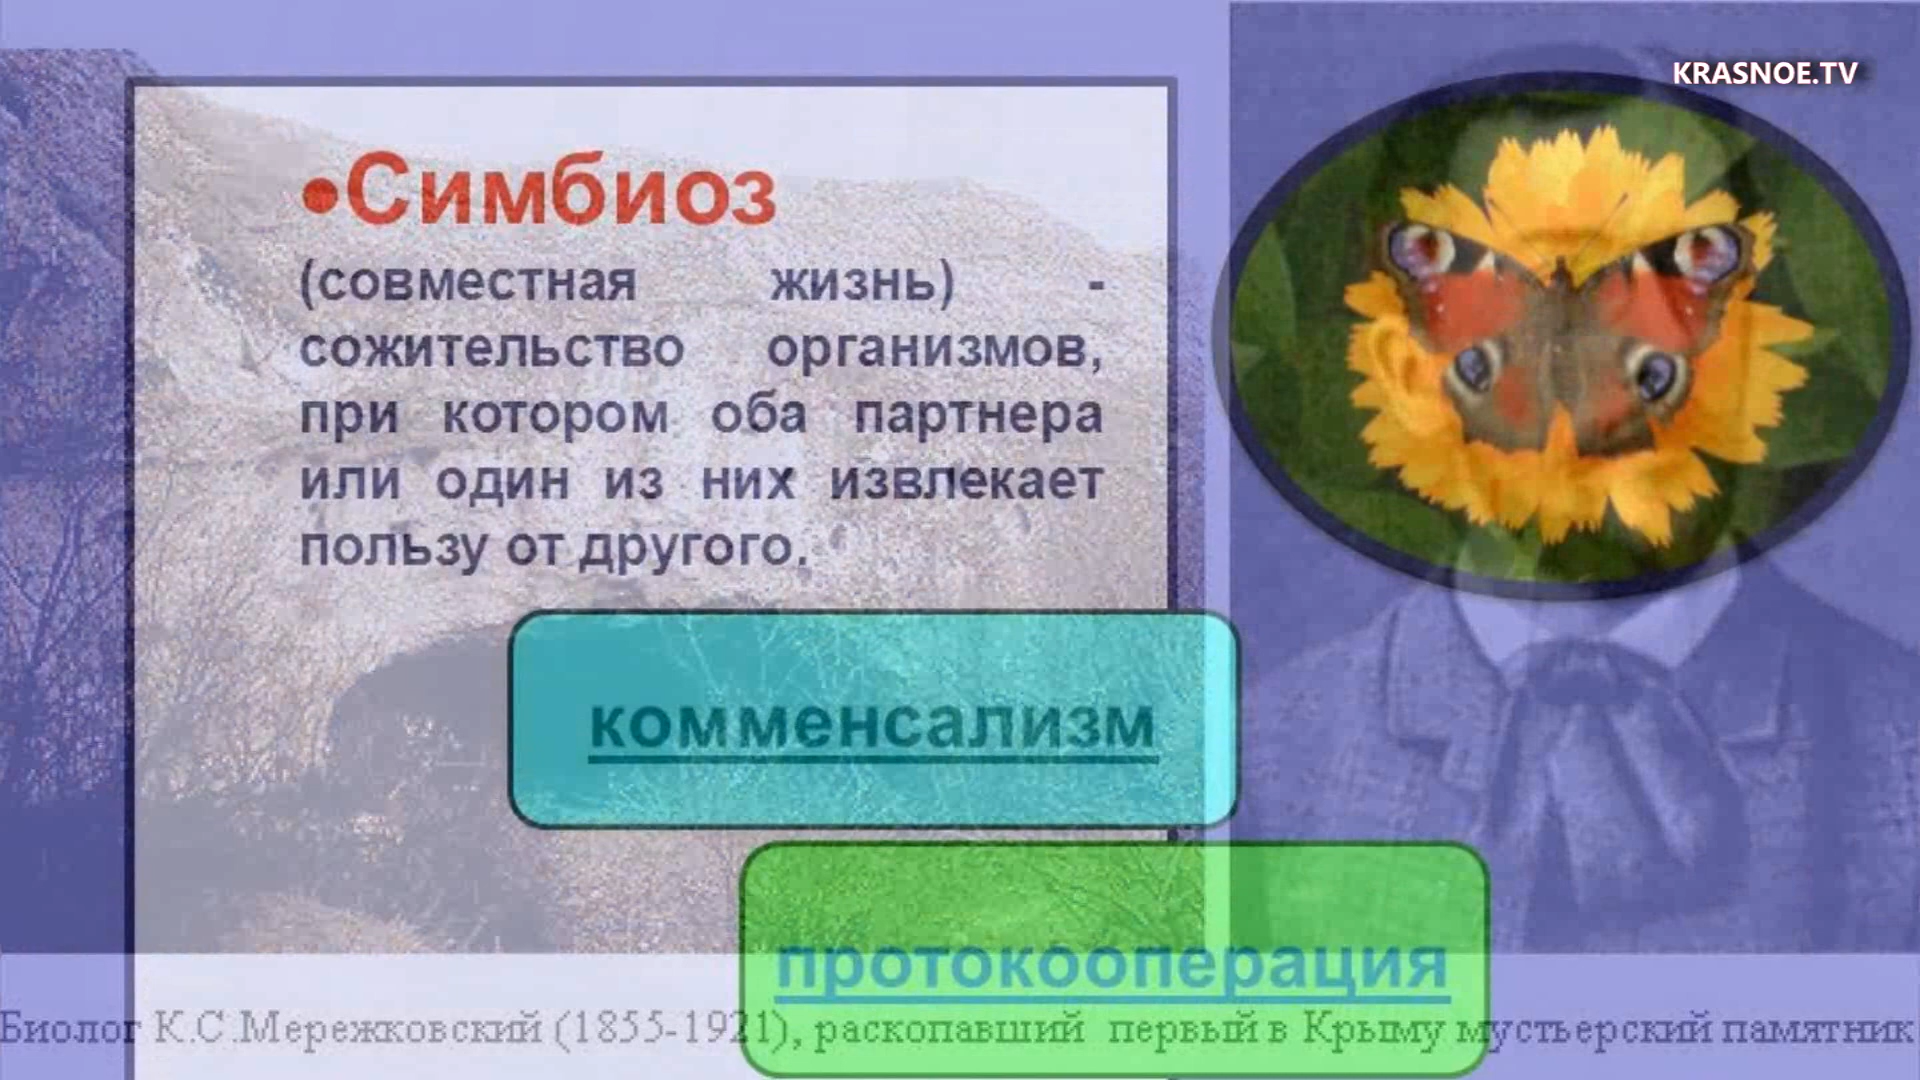 KRASNOE.TV
•Симбиоз
(совместная жизнь) -
сожительство организмов,
при котором оба партнера
или один из них извлекает
пользу от другого.
комменсализм
протокооперация
Биолог К.С.Мережковский (1855-1921), раскопавший первый в Крыму мустьерский памятник